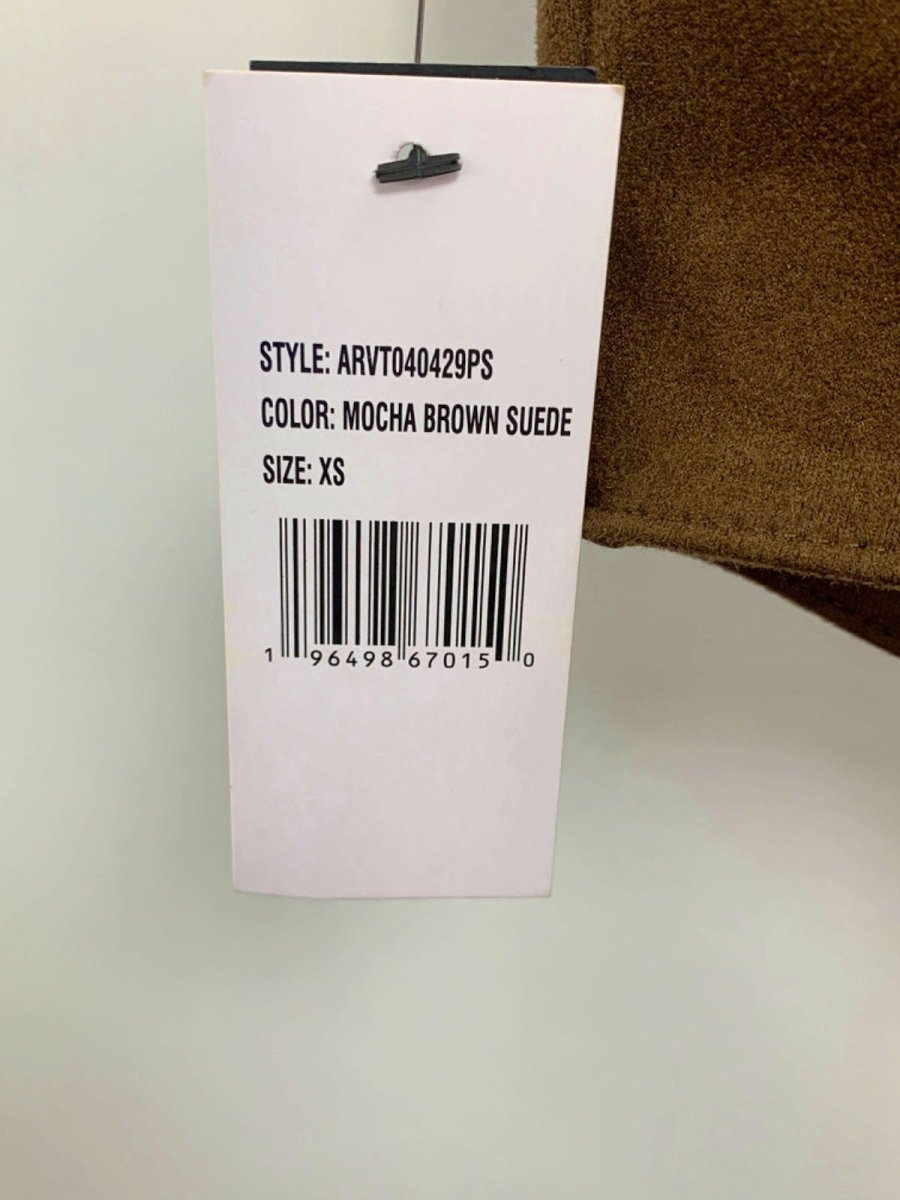 STYLE: ARVT040429PS
COLOR: MOCHA BROWN SUEDE
SIZE: XS
1 96498 67015 0